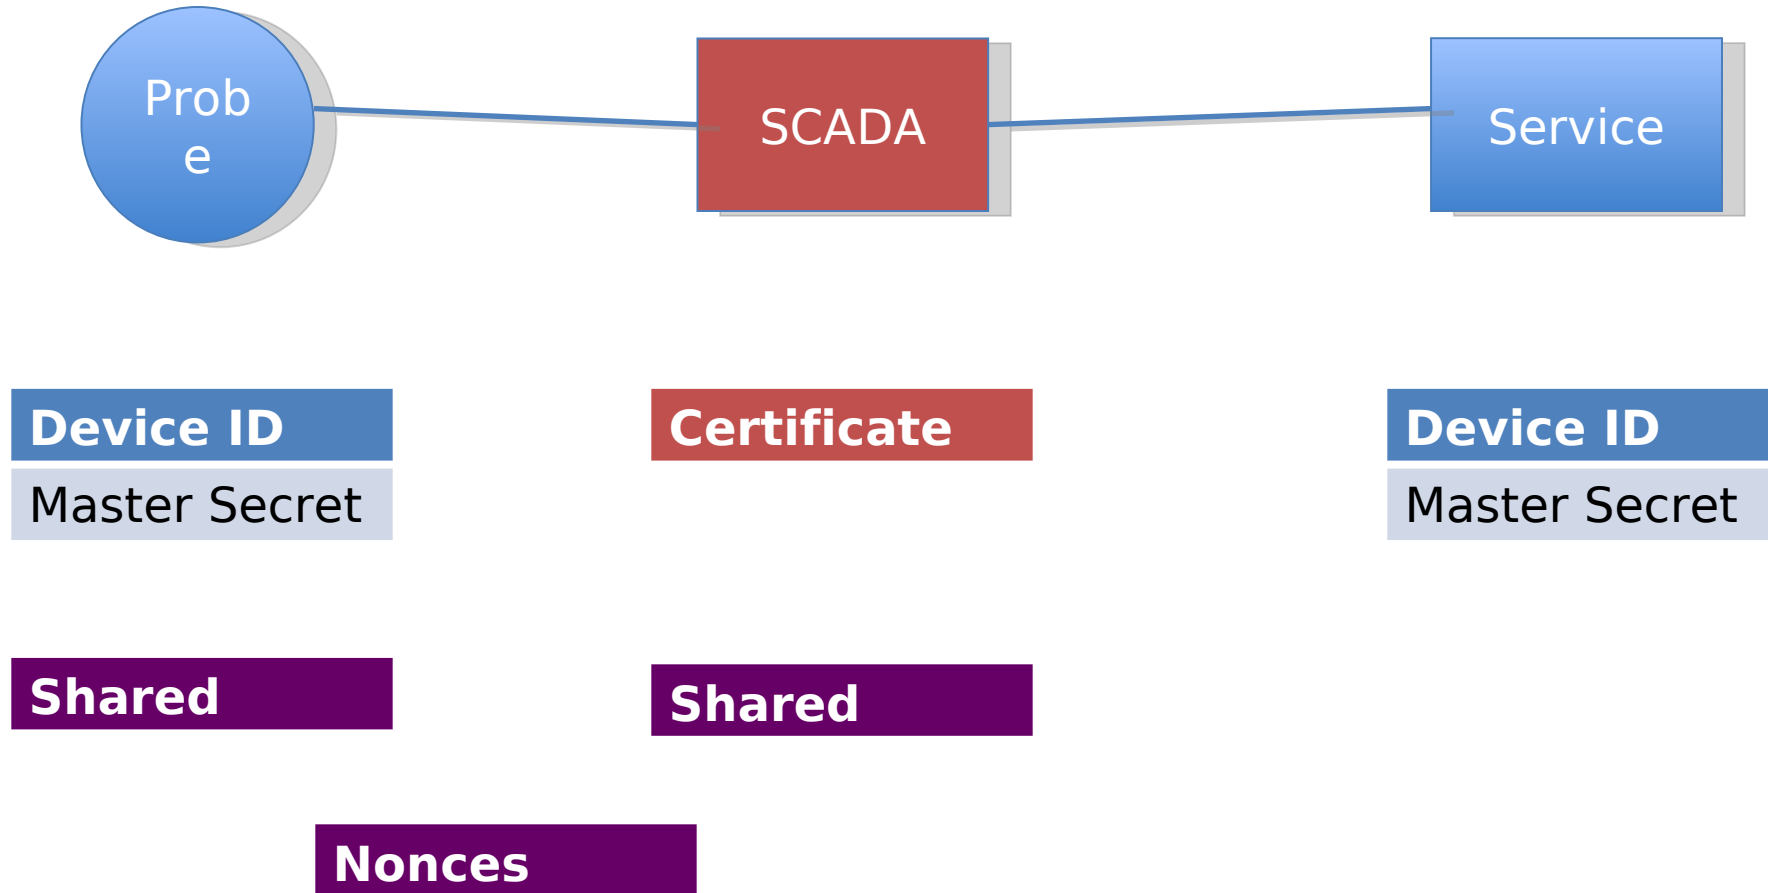 Prob
e
SCADA
Service
Device ID
Certificate
Device ID
Master Secret
Master Secret
Shared
Shared
Nonces